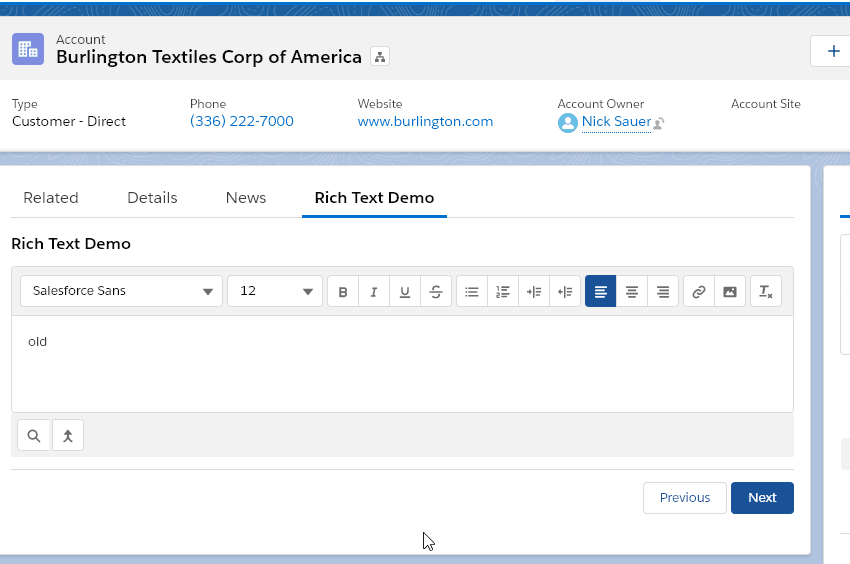 Account
Burlington Textiles Corp of America
Type Phone Website Account Owner Account Site
Customer - Direct (336) 222-7000 www.burlington.com Nick Sauer
Related Details News Rich Text Demo
Rich Text Demo
Salesforce Sans 12 B I U S
old
Previous Next